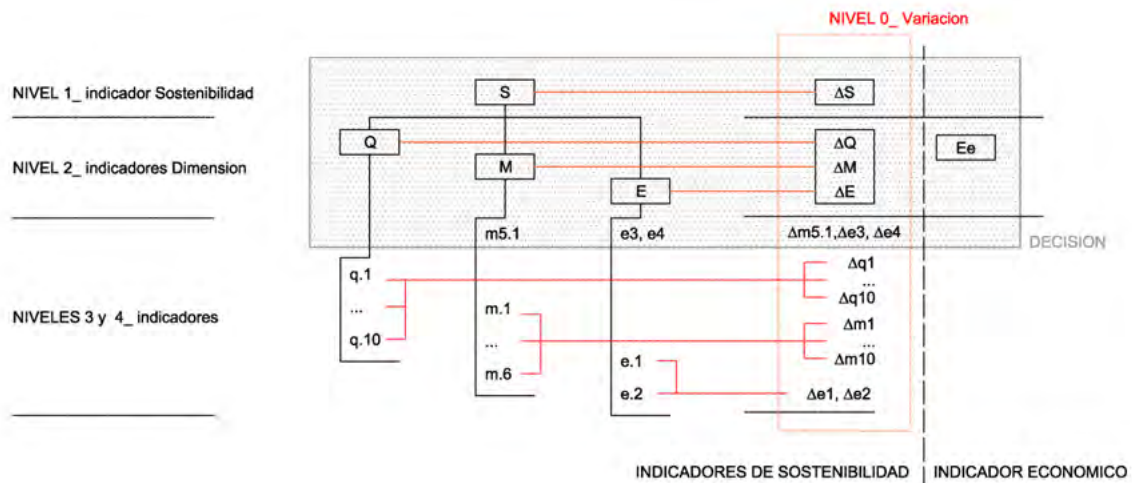 NIVEL 0_ Variacion
NIVEL 1_ indicador Sostenibilidad
S
ΔS
Q
ΔQ
NIVEL 2_ indicadores Dimension
M
ΔM
Ee
E
ΔE
m5.1
e3, e4
Δm5.1,Δe3, Δe4
DECISION
q.1
Δq1
...
...
q.10
Δq10
NIVELES 3 y 4_ indicadores
m.1
Δm1
...
...
m.6
Δm10
e.1
e.2
Δe1, Δe2
INDICADORES DE SOSTENIBILIDAD
INDICADOR ECONOMICO